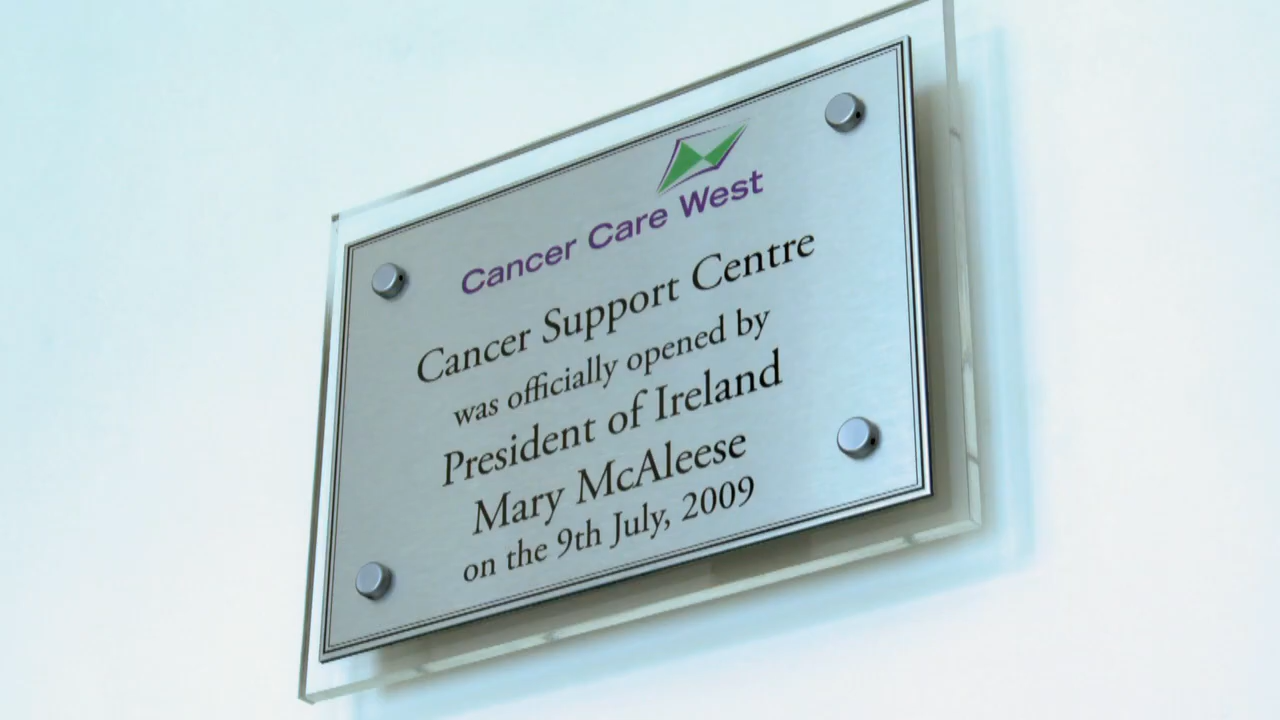 Cancer Care West
Cancer Support Centre
was officially opened by
President of Ireland
Mary McAleese
on the 9th July, 2009